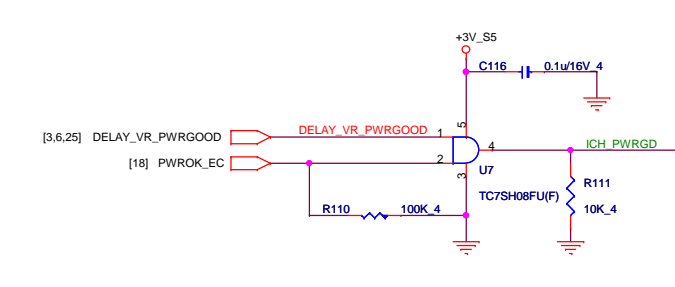 +3V_S5
C116 0.1u/16V_4
5
[3,6,25] DELAY_VR_PWRGOOD DELAY_VR_PWRGOOD 1
4 ICH_PWRGD
[18] PWROK_EC 2
U7
3
R111
TC7SH08FU(F)
R110 100K_4 10K_4